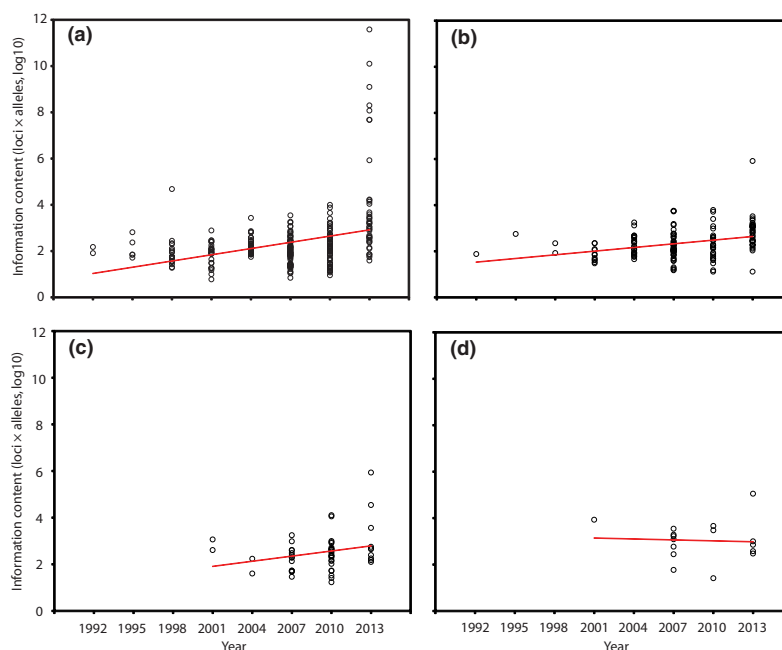 (a)
(b)
Information content (loci × alleles, log10)
12
10
8
6
4
2
0
(c)
(d)
Information content (loci × alleles, log10)
12
10
8
6
4
2
0
1992 1995 1998 2001 2004 2007 2010 2013
1992 1995 1998 2001 2004 2007 2010 2013
Year
Year